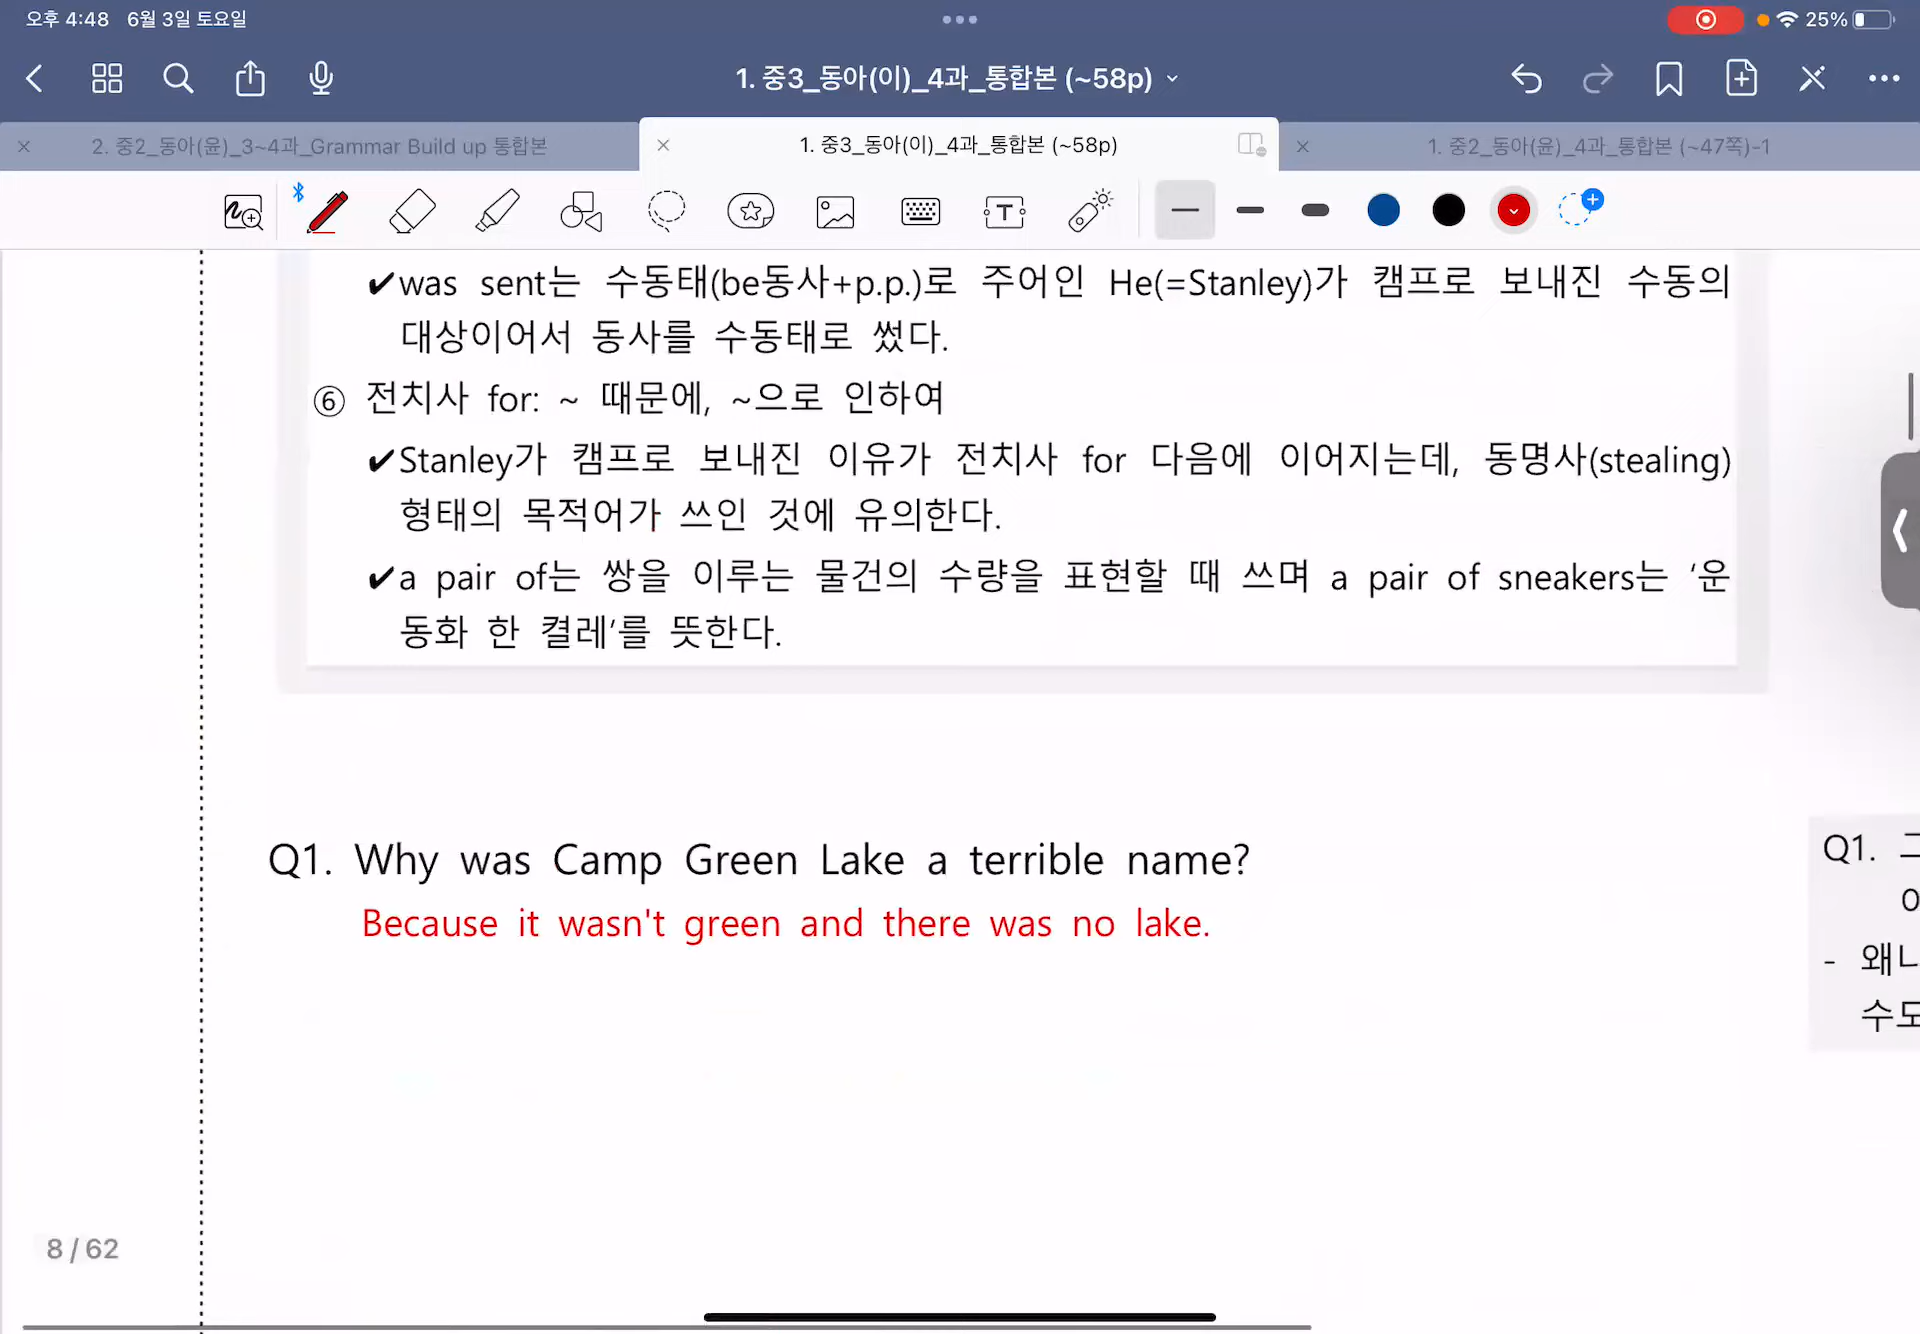 오후 4:48 6월 3일 토요일
25%
1. 중3_동아(이)_4과_통합본 (~58p)
2. 중2_동아(윤)_3~4과_Grammar Build up 통합본
1. 중3_동아(이)_4과_통합본 (~58p)
1. 중2_동아(윤)_4과_통합본 (~47쪽)-1
✔was sent는 수동태(be동사+p.p.)로 주어인 He(=Stanley)가 캠프로 보내진 수동의
대상이어서 동사를 수동태로 썼다.
⑥ 전치사 for: ~ 때문에, ~으로 인하여
✔Stanley가 캠프로 보내진 이유가 전치사 for 다음에 이어지는데, 동명사(stealing)
형태의 목적어가 쓰인 것에 유의한다.
✔a pair of는 쌍을 이루는 물건의 수량을 표현할 때 쓰며 a pair of sneakers는 ‘운
동화 한 켤레’를 뜻한다.
Q1. Why was Camp Green Lake a terrible name?
Because it wasn't green and there was no lake.
Q1.
- 왜
수
8 / 62